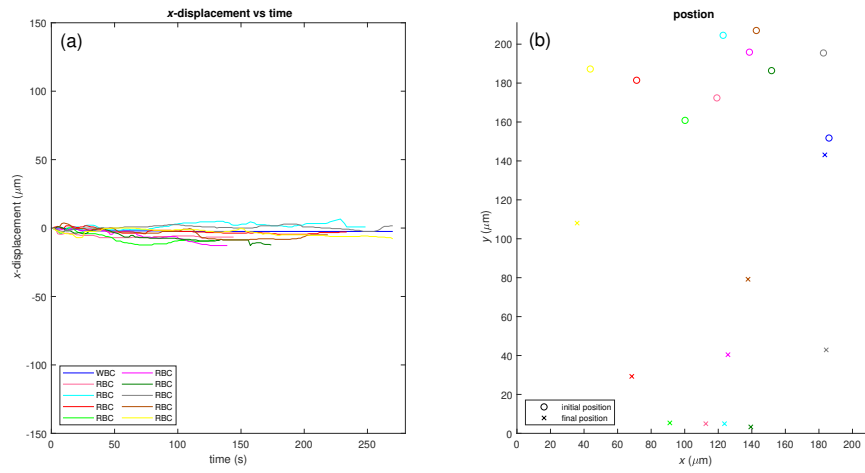 x-displacement vs time
(a)
150
100
50
0
-50
-100
-150
x-displacement (μm)
0 50 100 150 200 250
time (s)
WBC RBC
RBC RBC
RBC RBC
RBC RBC
RBC RBC
postion
(b)
200
180
160
140
120
100
80
60
40
20
0
y (μm)
initial position
final position
0 20 40 60 80 100 120 140 160 180 200
x (μm)